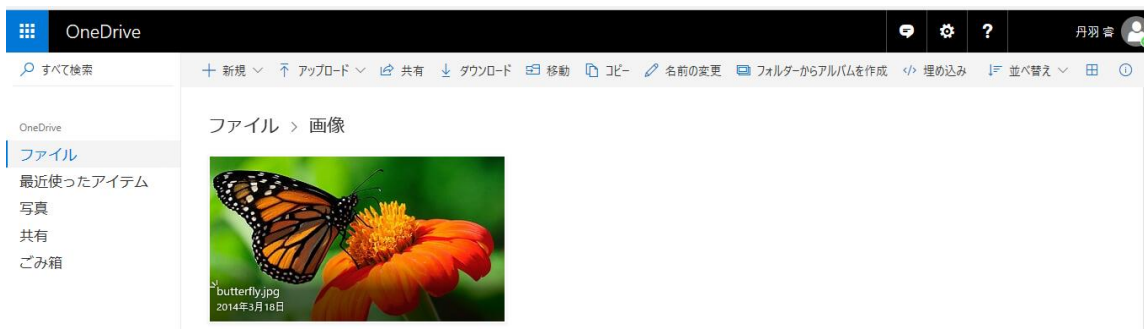 OneDrive
?
丹羽 睿
すべて検索
新規
アップロード
共有
ダウンロード
移動
コピー
名前の変更
フォルダーからアルバムを作成
埋め込み
並べ替え
OneDrive
ファイル
最近使ったアイテム
写真
共有
ごみ箱
ファイル > 画像
butterfly.jpg
2014年3月18日